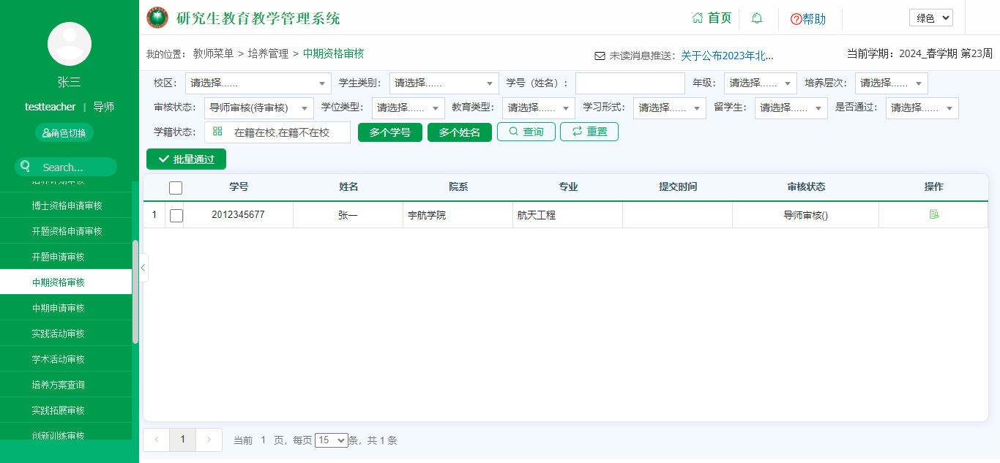 研究生教育教学管理系统
首页
帮助
绿色
张三
testteacher | 导师
角色切换
Search...
培养计划审核
博士资格申请审核
开题资格申请审核
开题申请审核
中期资格审核
中期申请审核
实践活动审核
学术活动审核
培养方案查询
实践拓展审核
创新训练审核
我的位置： 教师菜单 > 培养管理 > 中期资格审核
未读消息推送： 关于公布2023年北...
当前学期：2024_春学期 第23周
校区： 请选择...... 学生类别： 请选择...... 学号（姓名）： 年级： 请选择...... 培养层次： 请选择......
审核状态： 导师审核(待审核) 学位类型： 请选择...... 教育类型： 请选择...... 学习形式： 请选择...... 留学生： 请选择...... 是否通过： 请选择......
学籍状态： 在籍在校,在籍不在校 多个学号 多个姓名 查询 重置
批量通过
学号 姓名 院系 专业 提交时间 审核状态 操作
1 2012345677 张一 宇航学院 航天工程 导师审核()
< 1 > 当前 1 页，每页 15 条，共 1 条